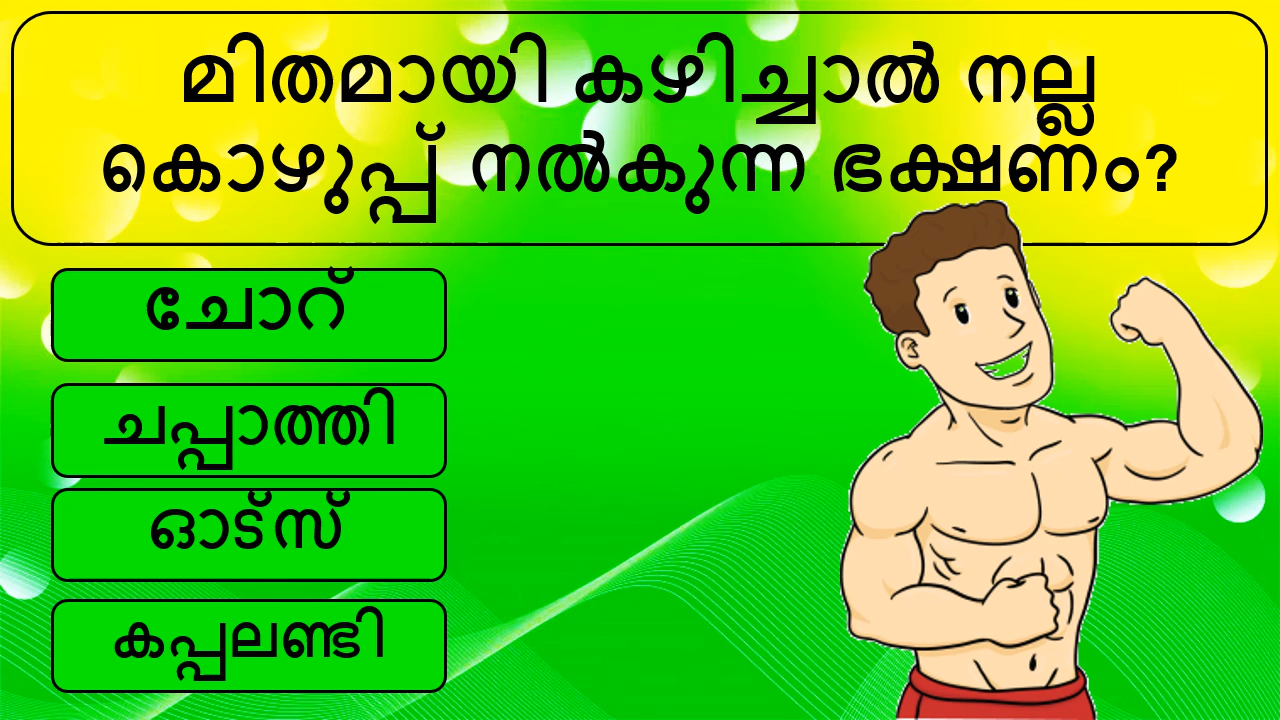 മിതമായി കഴിച്ചാൽ നല്ല
കൊഴുപ്പ് നൽകുന്ന ഭക്ഷണം?
ചോറ്
ചപ്പാത്തി
ഓട്സ്
കപ്പലണ്ടി